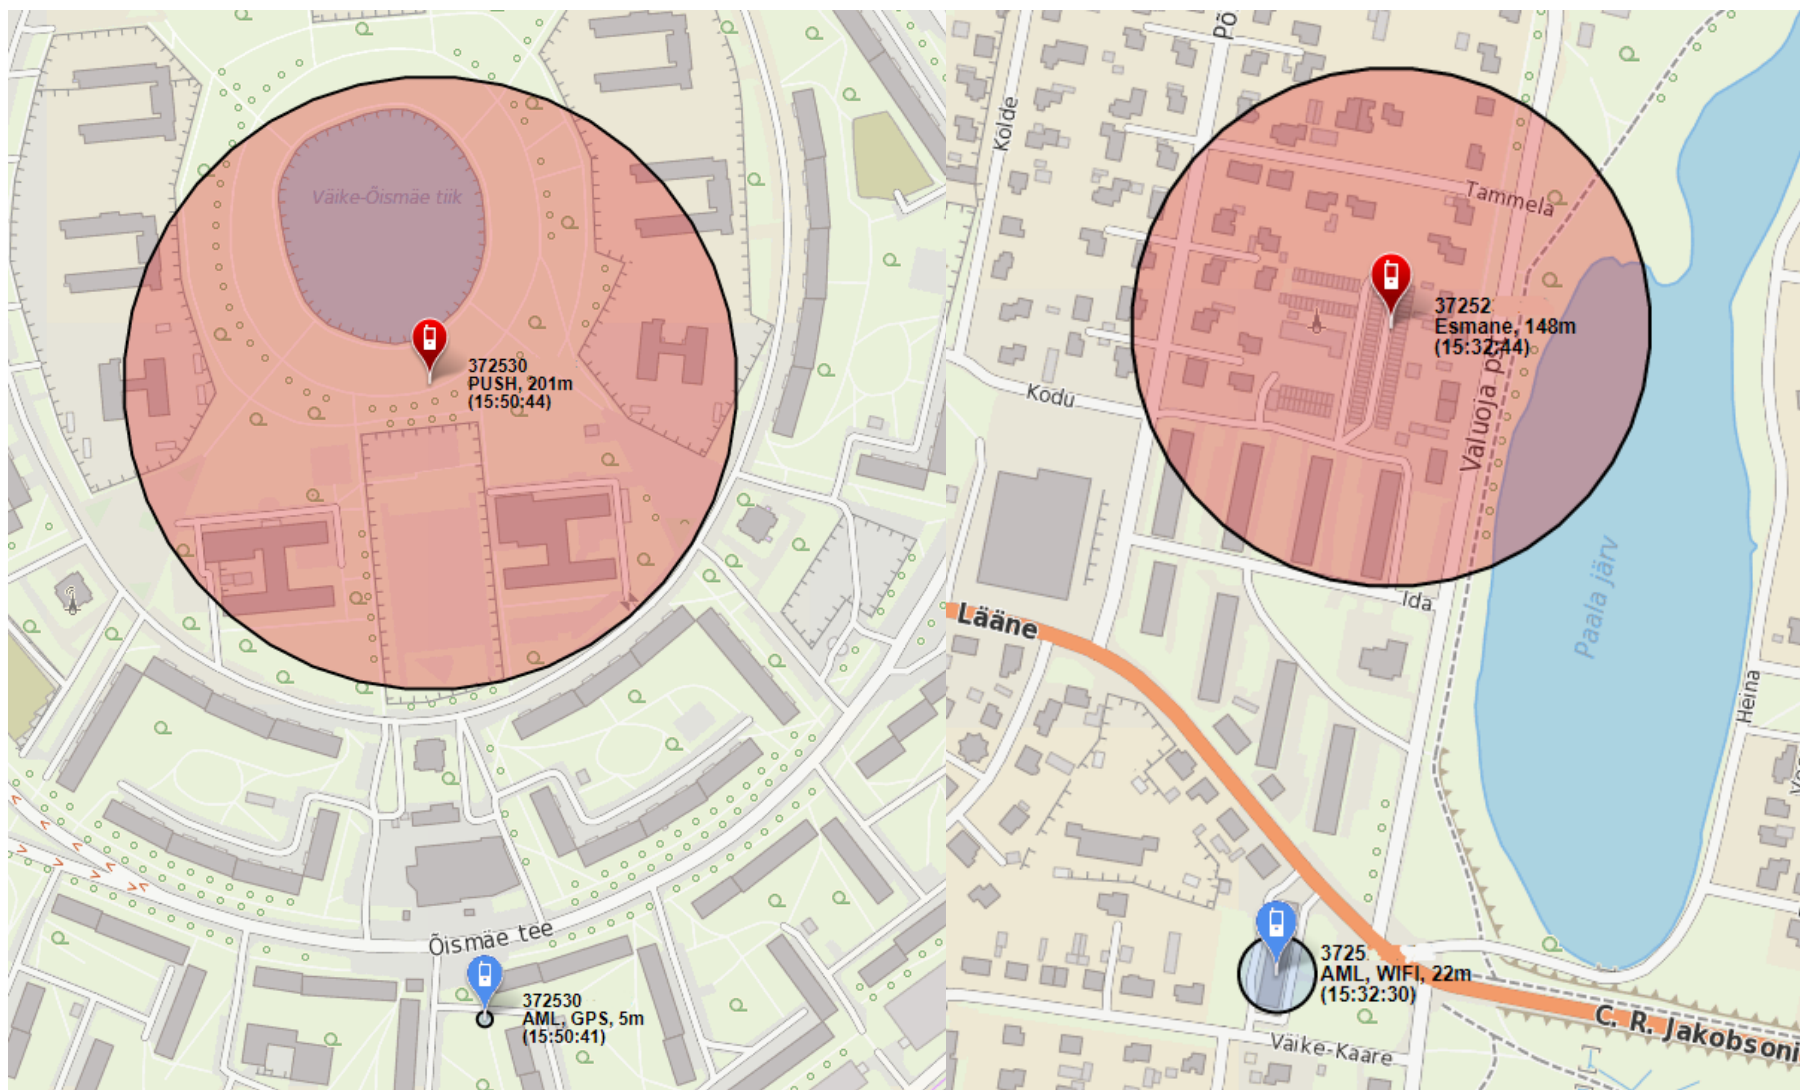 Väike-Õismäe tiik
372530
PUSH, 201m
(15:50:44)
Õismäe tee
372530
AML, GPS, 5m
(15:50:41)
Põ
Kolde
Tammela
37252
Esmane, 148m
(15:32:44)
Valuoja ps
Kodu
Ida
Paala järv
Lääne
Heina
3725
AML, WIFI, 22m
(15:32:30)
C. R. Jakobsoni
Väike-Kaare